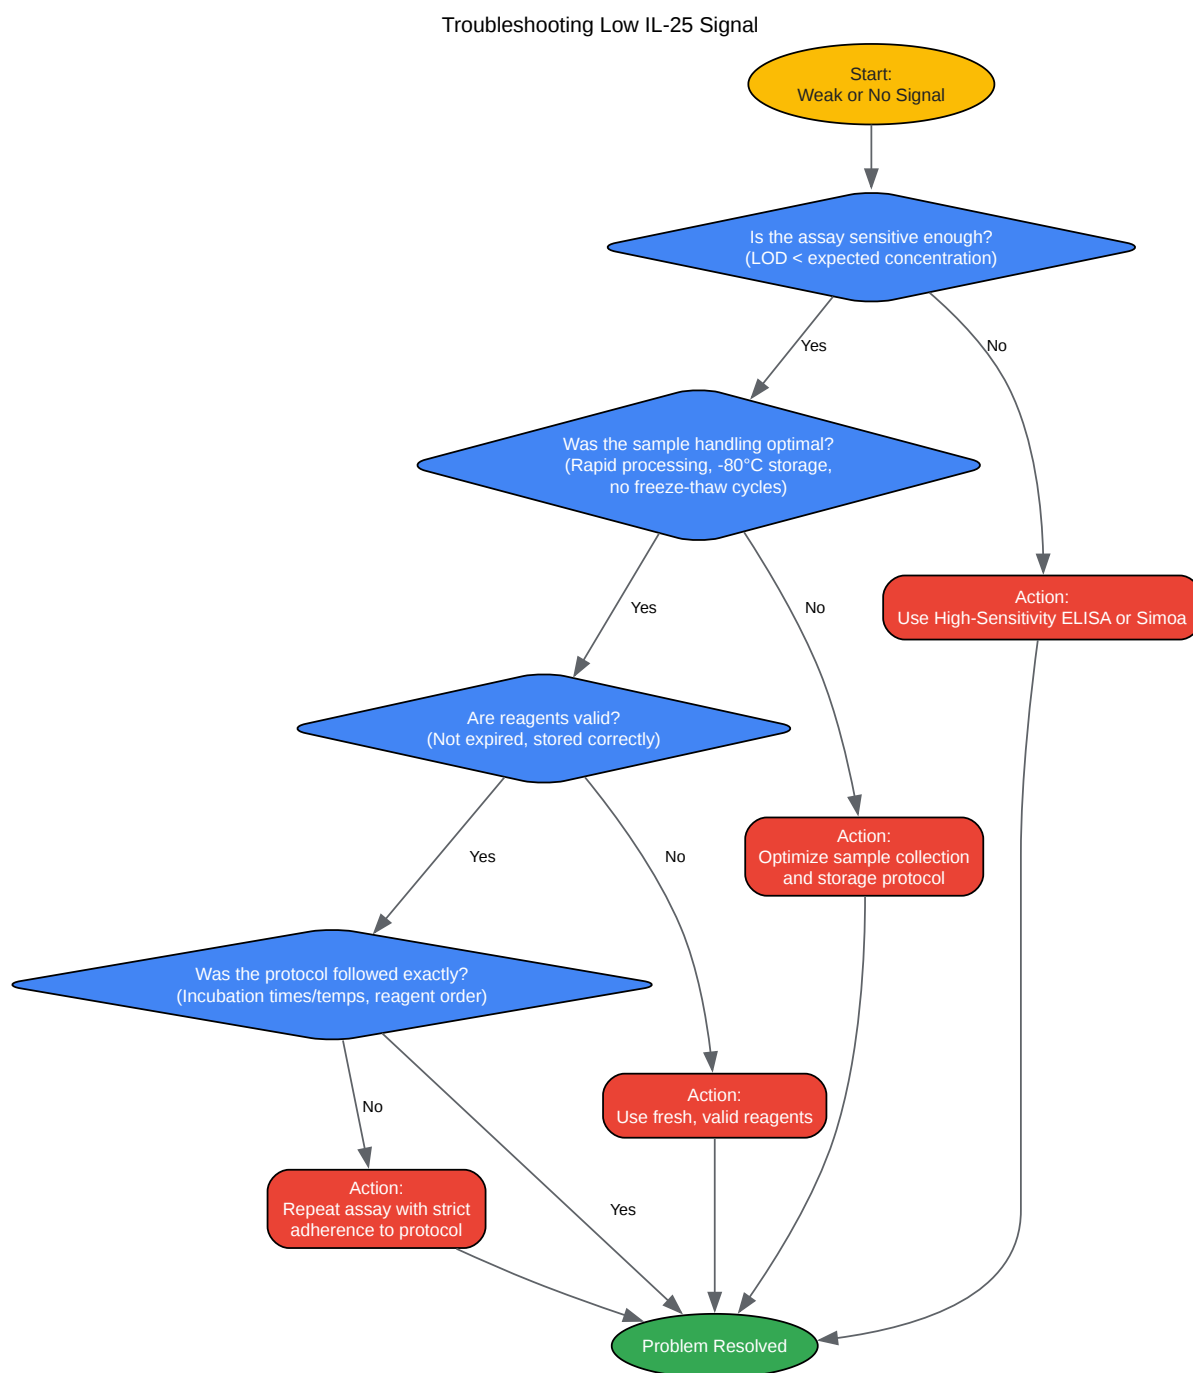 Troubleshooting Low IL-25 Signal
Start:
Weak or No Signal
Is the assay sensitive enough?
(LOD < expected concentration)
Yes
No
Was the sample handling optimal?
(Rapid processing, -80°C storage,
no freeze-thaw cycles)
Action:
Use High-Sensitivity ELISA or Simoa
Yes
No
Are reagents valid?
(Not expired, stored correctly)
Action:
Optimize sample collection
and storage protocol
Yes
No
Was the protocol followed exactly?
(Incubation times/temps, reagent order)
Action:
Use fresh, valid reagents
No
Yes
Action:
Repeat assay with strict
adherence to protocol
Problem Resolved